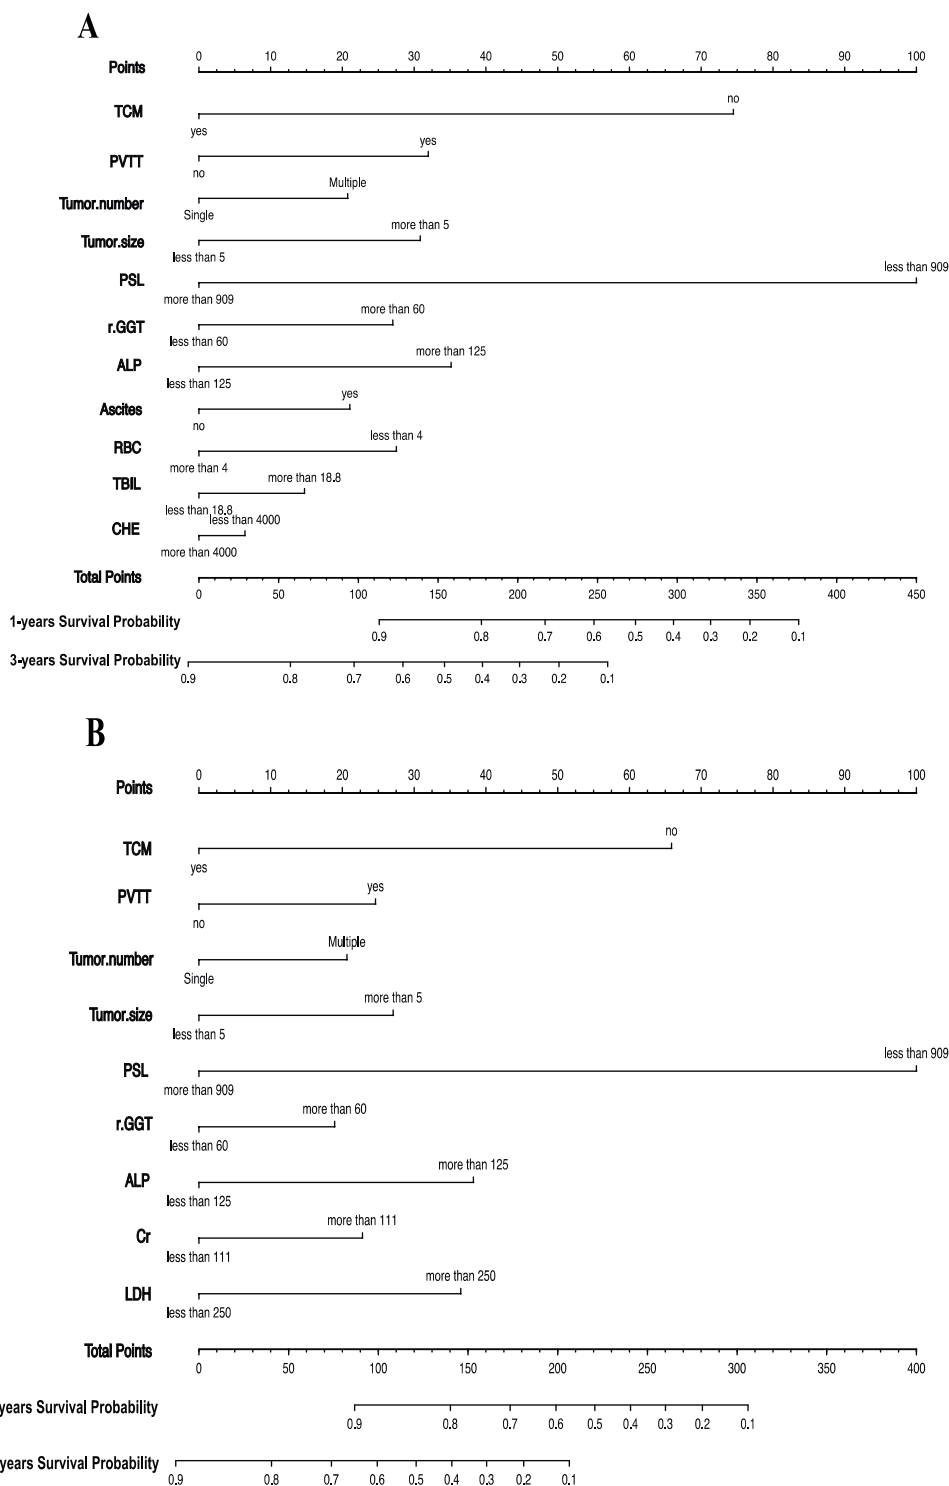 A
Points
0 10 20 30 40 50 60 70 80 90 100
TCM
no
yes
PVTT
yes
no
Tumor.number
Multiple
Single
Tumor.size
more than 5
less than 5
PSL
less than 909
more than 909
r.GGT
more than 60
less than 60
ALP
more than 125
less than 125
Ascites
yes
no
RBC
less than 4
more than 4
TBIL
more than 18.8
less than 18.8
CHE
less than 4000
more than 4000
Total Points
0 50 100 150 200 250 300 350 400 450
1-years Survival Probability
0.9 0.8 0.7 0.6 0.5 0.4 0.3 0.2 0.1
3-years Survival Probability
0.9 0.8 0.7 0.6 0.5 0.4 0.3 0.2 0.1
B
Points
0 10 20 30 40 50 60 70 80 90 100
TCM
no
yes
PVTT
yes
no
Tumor.number
Multiple
Single
Tumor.size
more than 5
less than 5
PSL
less than 909
more than 909
r.GGT
more than 60
less than 60
ALP
more than 125
less than 125
Cr
more than 111
less than 111
LDH
more than 250
less than 250
Total Points
0 50 100 150 200 250 300 350 400
years Survival Probability
0.9 0.8 0.7 0.6 0.5 0.4 0.3 0.2 0.1
years Survival Probability
0.9 0.8 0.7 0.6 0.5 0.4 0.3 0.2 0.1